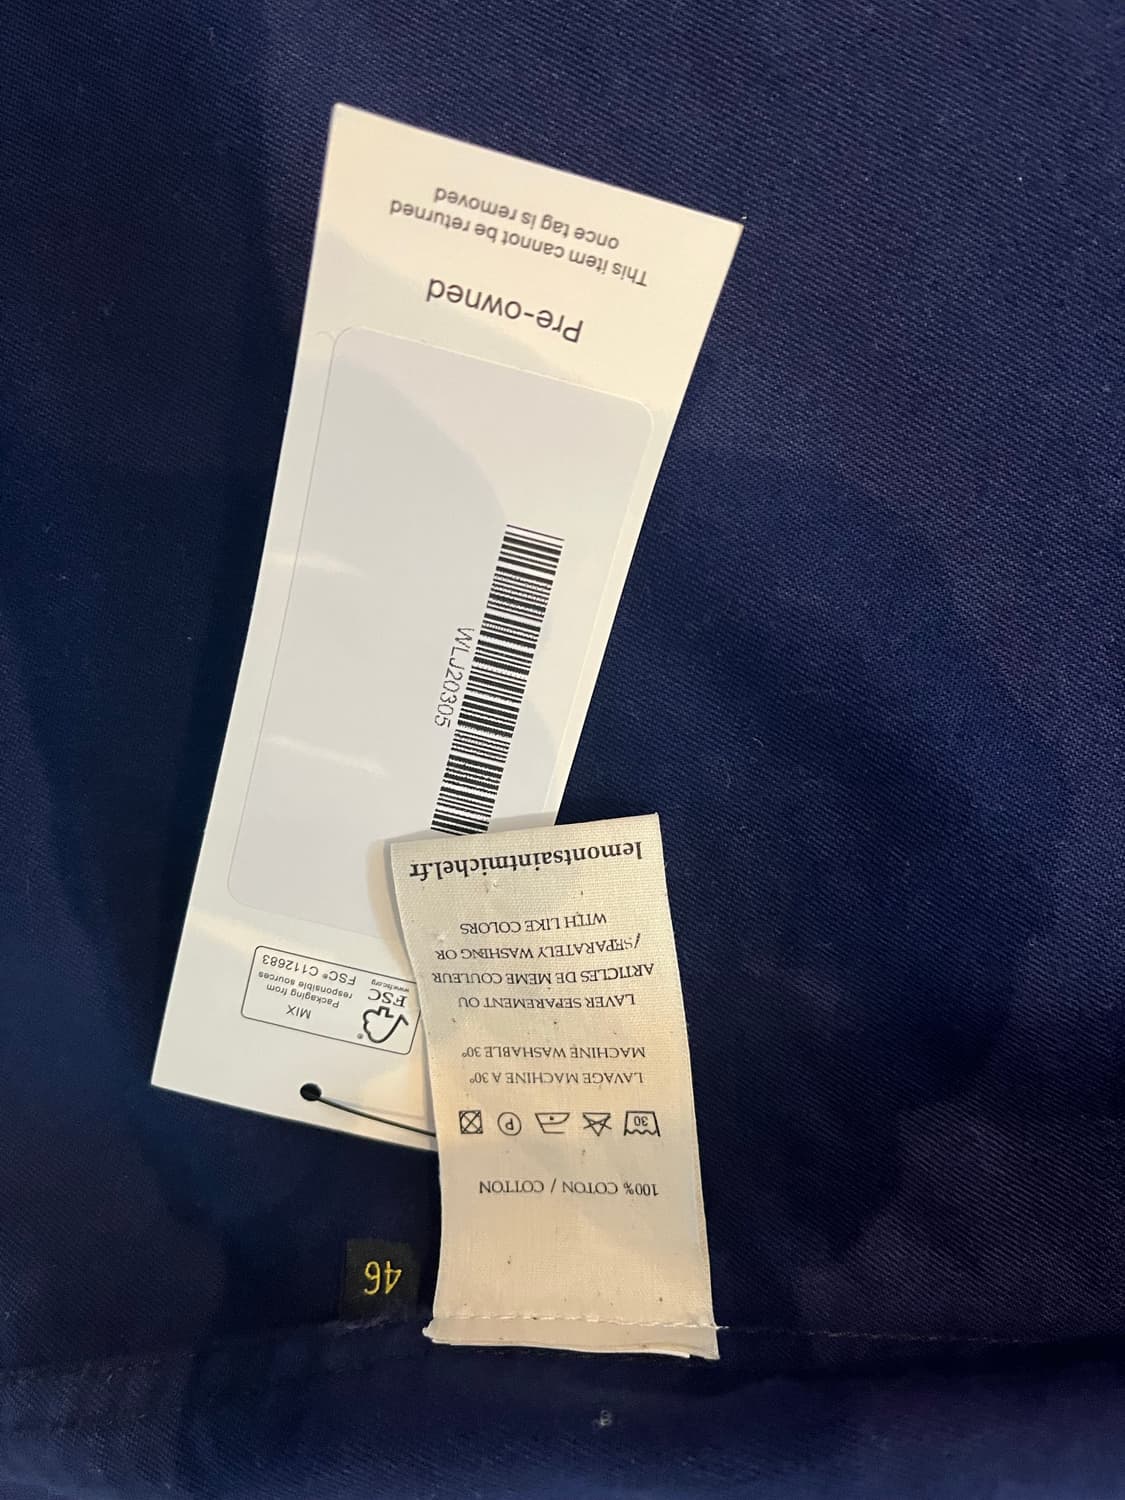 This item cannot be returned
once tag is removed
Pre-owned
WLJ20305
FSC
www.fsc.org
MIX
Packaging from
responsible sources
FSC® C112683
46
100% COTON / COTTON
30
P
LAVAGE MACHINE A 30°
MACHINE WASHABLE 30°
LAVER SEPAREMENT OU
ARTICLES DE MEME COULEUR
/SEPARATELY WASHING OR
WITH LIKE COLORS
lemontsaintmichel.fr